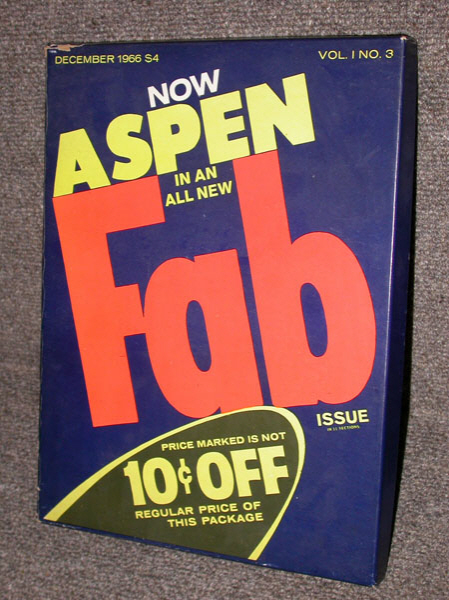 DECEMBER 1966 $4
VOL. 1 NO. 3
NOW
ASPEN
IN AN
ALL NEW
Fab
ISSUE
PRICE MARKED IS NOT
10¢ OFF
REGULAR PRICE OF
THIS PACKAGE